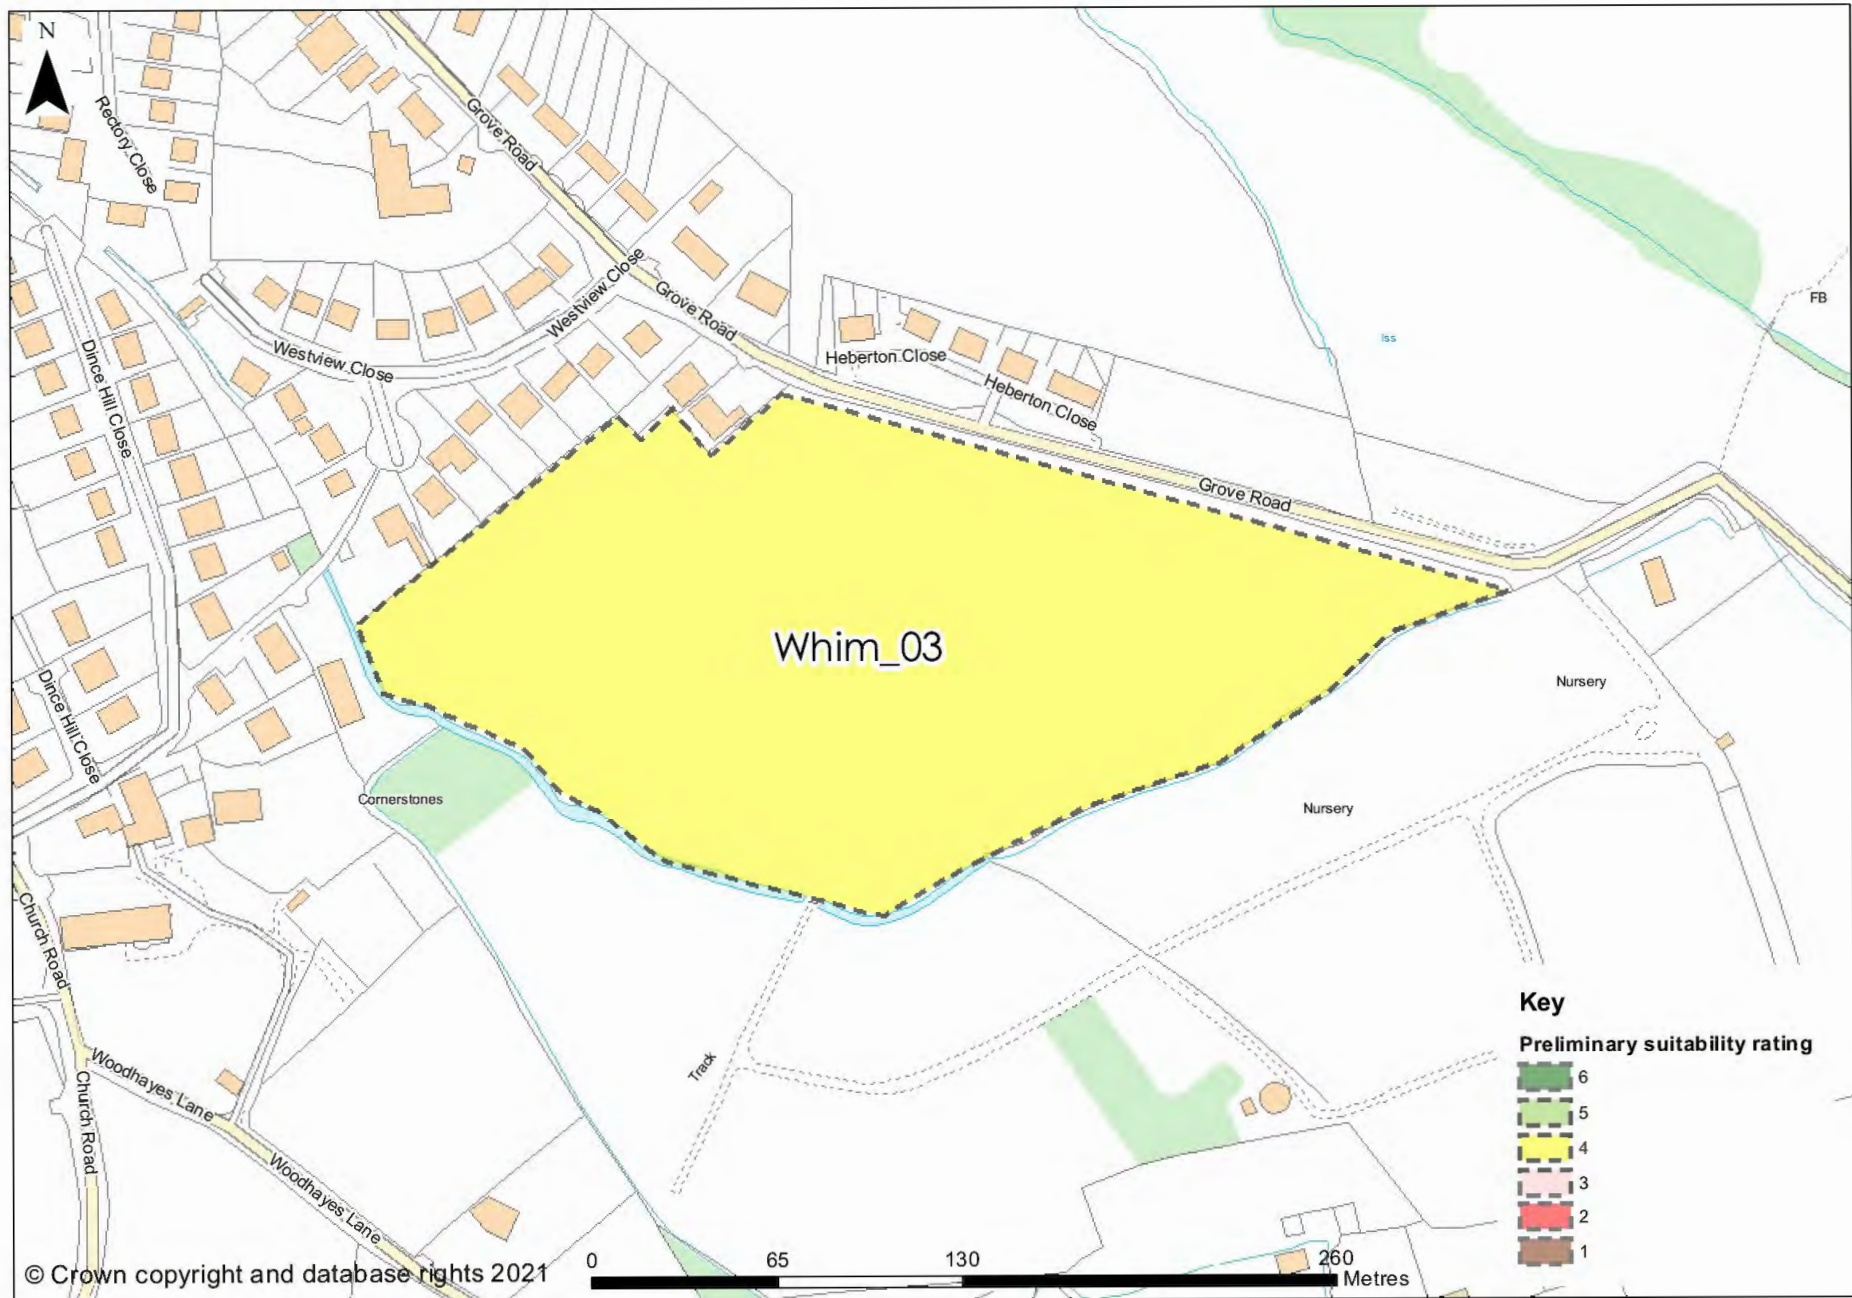 N
Rectory Close
Grove Road
Westview Close
Grove Road
FB
Iss
Dince Hill Close
Westview Close
Heberton Close
Heberton Close
Grove Road
Whim_03
Nursery
Dince Hill Close
Cornerstones
Nursery
Church Road
Track
Woodhayes Lane
Church Road
Woodhayes Lane
Key
Preliminary suitability rating
6
5
4
3
2
1
0 65 130 260
Metres
© Crown copyright and database rights 2021